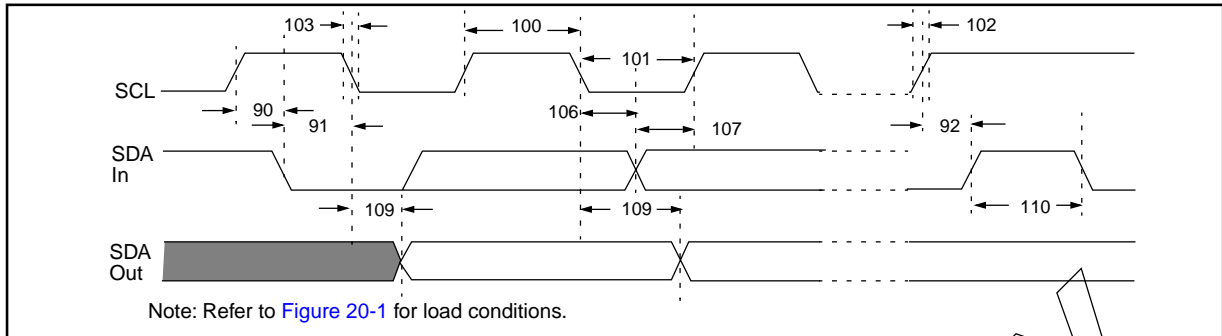 103
100
102
101
SCL
90
91
106
107
92
SDA
In
109
109
110
SDA
Out
Note: Refer to Figure 20-1 for load conditions.